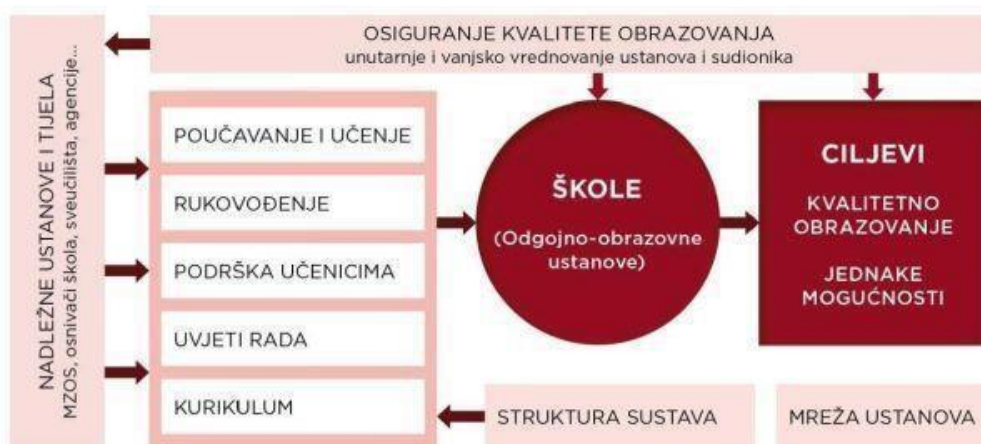 OSIGURANJE KVALITETE OBRAZOVANJA
unutarnje i vanjsko vrednovanje ustanova i sudionika
NADLEŽNE USTANOVE I TIJELA
MZOS, osnivači škola, sveučilišta, agencije...
POUČAVANJE I UČENJE
RUKOVOĐENJE
PODRŠKA UČENICIMA
UVJETI RADA
KURIKULUM
ŠKOLE
(Odgojno-obrazovne
ustanove)
CILJEVI
KVALITETNO
OBRAZOVANJE
JEDNAKE
MOGUĆNOSTI
STRUKTURA SUSTAVA
MREŽA USTANOVA